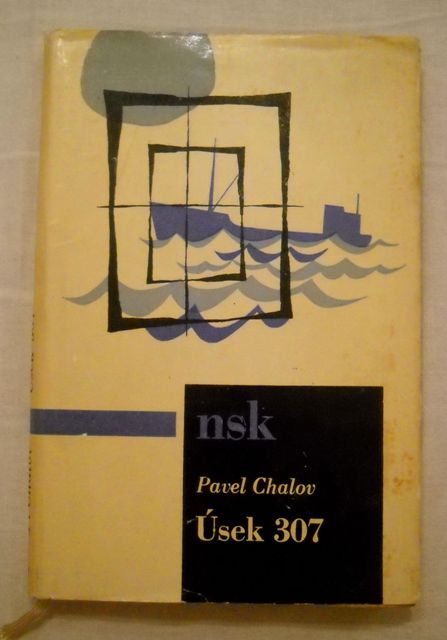 nsk
Pavel Chalov
Úsek 307